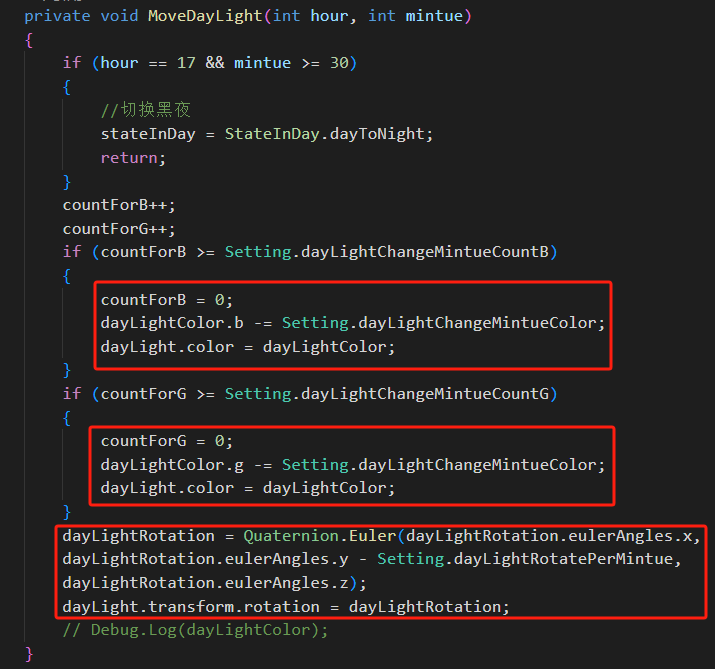 private void MoveDayLight(int hour, int mintue)
{
if (hour == 17 && mintue >= 30)
{
//切换黑夜
stateInDay = StateInDay.dayToNight;
return;
}
countForB++;
countForG++;
if (countForB >= Setting.dayLightChangeMintueCountB)
{
countForB = 0;
dayLightColor.b -= Setting.dayLightChangeMintueColor;
dayLight.color = dayLightColor;
}
if (countForG >= Setting.dayLightChangeMintueCountG)
{
countForG = 0;
dayLightColor.g -= Setting.dayLightChangeMintueColor;
dayLight.color = dayLightColor;
}
dayLightRotation = Quaternion.Euler(dayLightRotation.eulerAngles.x,
dayLightRotation.eulerAngles.y - Setting.dayLightRotatePerMintue,
dayLightRotation.eulerAngles.z);
dayLight.transform.rotation = dayLightRotation;
// Debug.Log(dayLightColor);
}